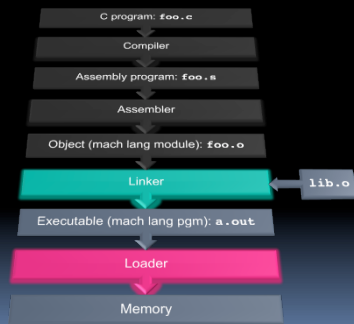 C program: foo.c
Compiler
Assembly program: foo.s
Assembler
Object (mach lang module): foo.o
Linker
lib.o
Executable (mach lang pgm): a.out
Loader
Memory